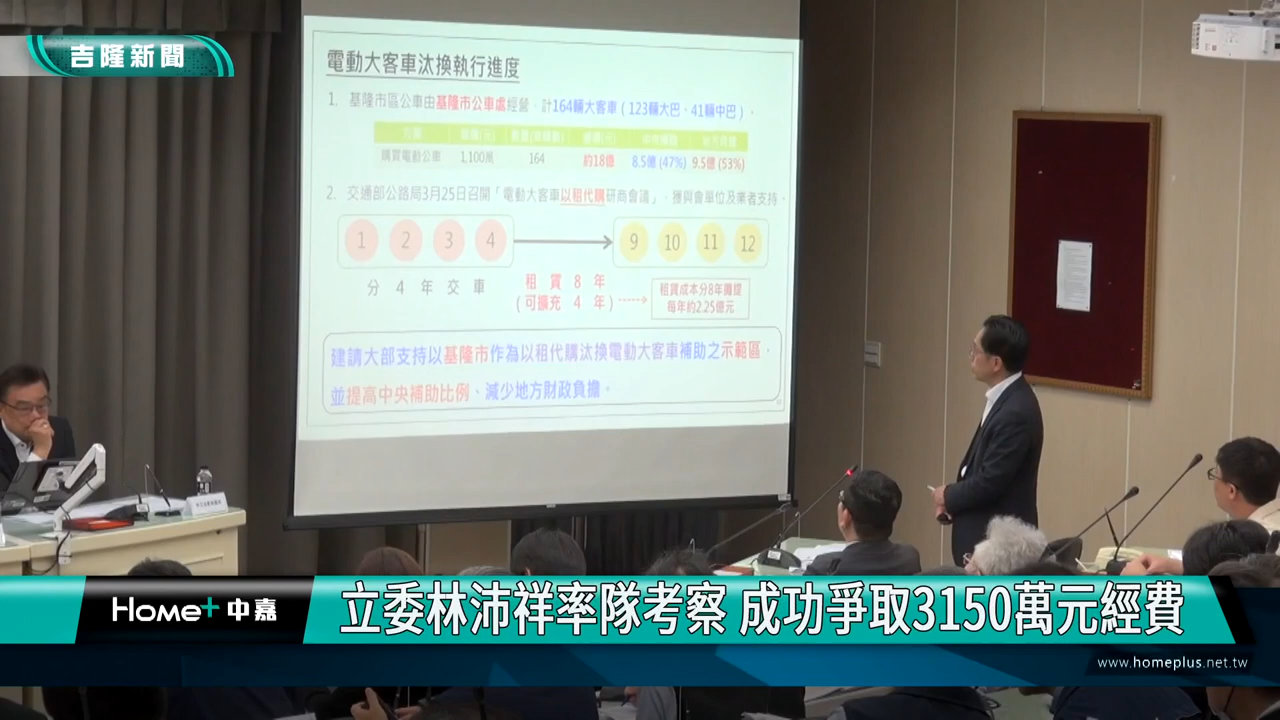 吉隆新聞
電動大客車汰換執行進度
1. 基隆市區公車由基隆市公車處經營，計164輛大客車（123輛大巴、41輛中巴）。
購買電動公車 1,100萬 164 約18億 8.5億 (47%) 9.5億 (53%)
2. 交通部公路局3月25日召開「電動大客車以租代購研商會議」，獲與會單位及業者支持。
1 2 3 4 9 10 11 12
分 4 年 交 車
租 賃 8 年
(可擴充 4 年)
租賃成本分8年攤提
每年約2.25億元
建請大部支持以基隆市作為以租代購汰換電動大客車補助之示範區，
並提高中央補助比例、減少地方財政負擔。
Home+中嘉
立委林沛祥率隊考察 成功爭取3150萬元經費
www.homeplus.net.tw